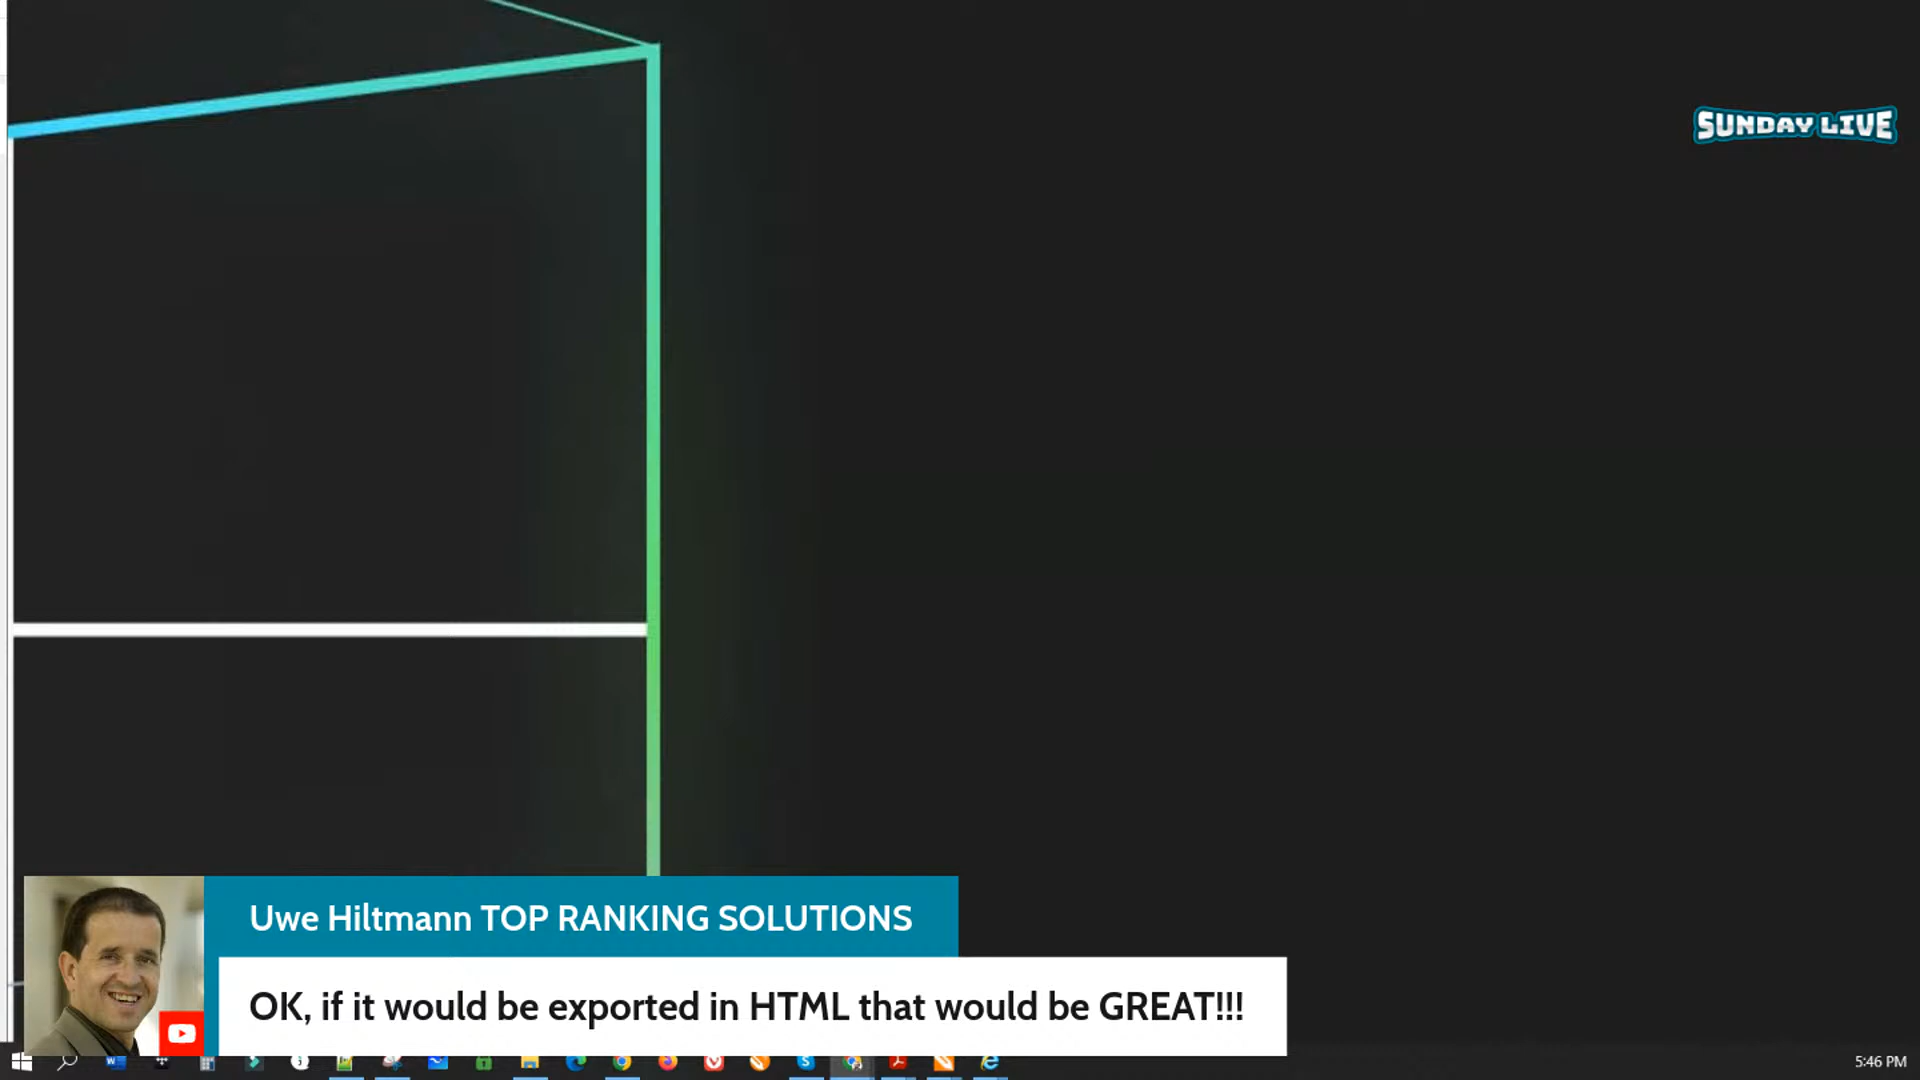 SUNDAY LIVE
Uwe Hiltmann TOP RANKING SOLUTIONS
OK, if it would be exported in HTML that would be GREAT!!!
5:46 PM